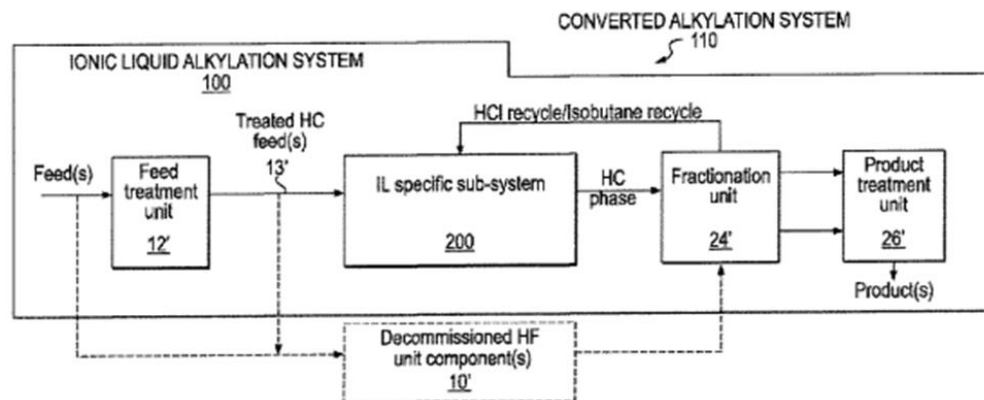 CONVERTED ALKYLATION SYSTEM
110
IONIC LIQUID ALKYLATION SYSTEM
100
HCl recycle/Isobutane recycle
Treated HC
feed(s)
13'
Feed(s)
Feed
treatment
unit
12'
IL specific sub-system
200
HC
phase
Fractionation
unit
24'
Product
treatment
unit
26'
Product(s)
Decommissioned HF
unit component(s)
10'